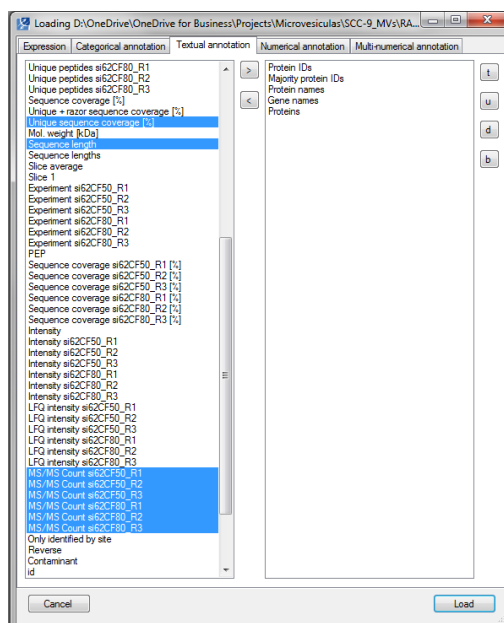 Loading D:\OneDrive\OneDrive for Business\Projects\Microvesiculas\SCC-9_MVs\RA...
Expression
Categorical annotation
Textual annotation
Numerical annotation
Multi-numerical annotation
Unique peptides si62CF80_R1
Unique peptides si62CF80_R2
Unique peptides si62CF80_R3
Sequence coverage [%]
Unique + razor sequence coverage [%]
Unique sequence coverage [%]
Mol. weight [kDa]
Sequence length
Sequence lengths
Slice average
Slice 1
Experiment si62CF50_R1
Experiment si62CF50_R2
Experiment si62CF50_R3
Experiment si62CF80_R1
Experiment si62CF80_R2
Experiment si62CF80_R3
PEP
Sequence coverage si62CF50_R1 [%]
Sequence coverage si62CF50_R2 [%]
Sequence coverage si62CF50_R3 [%]
Sequence coverage si62CF80_R1 [%]
Sequence coverage si62CF80_R2 [%]
Sequence coverage si62CF80_R3 [%]
Intensity
Intensity si62CF50_R1
Intensity si62CF50_R2
Intensity si62CF50_R3
Intensity si62CF80_R1
Intensity si62CF80_R2
Intensity si62CF80_R3
LFQ intensity si62CF50_R1
LFQ intensity si62CF50_R2
LFQ intensity si62CF50_R3
LFQ intensity si62CF80_R1
LFQ intensity si62CF80_R2
LFQ intensity si62CF80_R3
MS/MS Count si62CF50_R1
MS/MS Count si62CF50_R2
MS/MS Count si62CF50_R3
MS/MS Count si62CF80_R1
MS/MS Count si62CF80_R2
MS/MS Count si62CF80_R3
Only identified by site
Reverse
Contaminant
id
>
<
Protein IDs
Majority protein IDs
Protein names
Gene names
Proteins
t
u
d
b
Cancel
Load